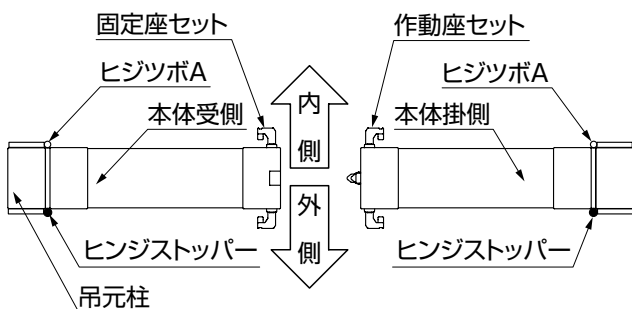 固定座セット
作動座セット
ヒジツボA
ヒジツボA
本体受側
内側
本体掛側
外側
ヒンジストッパー
ヒンジストッパー
吊元柱